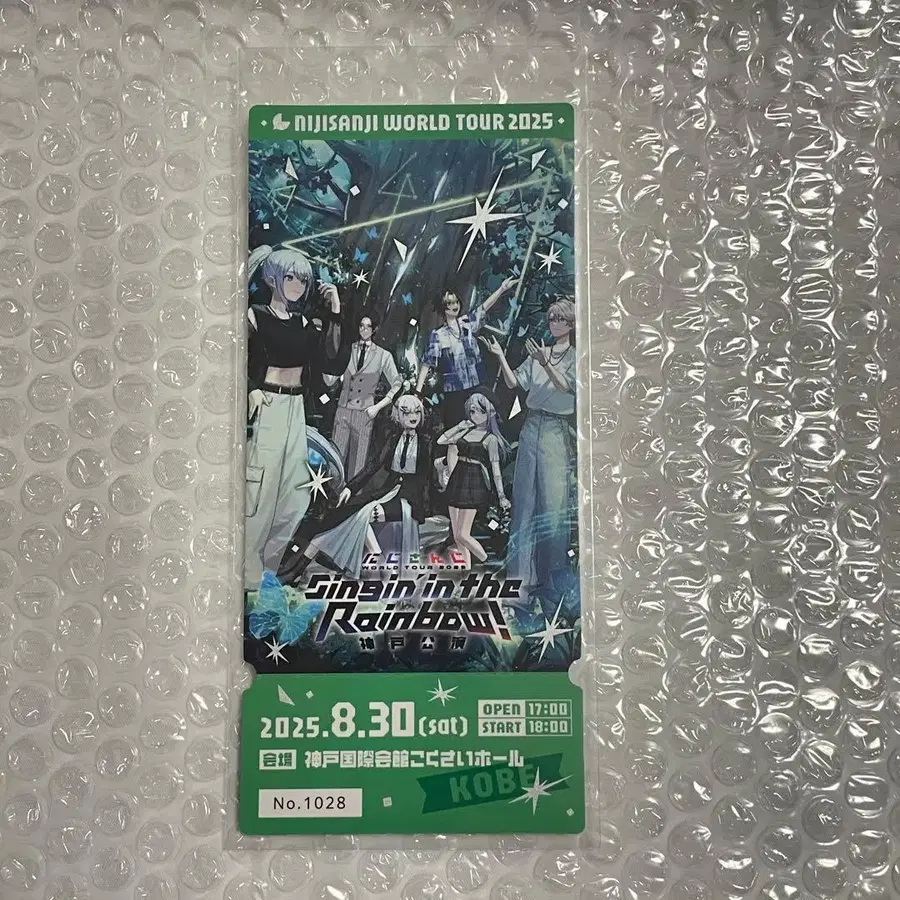 NIJISANJI WORLD TOUR 2025
にじさんじ
WORLD TOUR 2025
Singin' in the
Rainbow!
神戸公演
2025.8.30(sat)
OPEN 17:00
START 18:00
会場 神戸国際会館こくさいホール
KOBE
No.1028